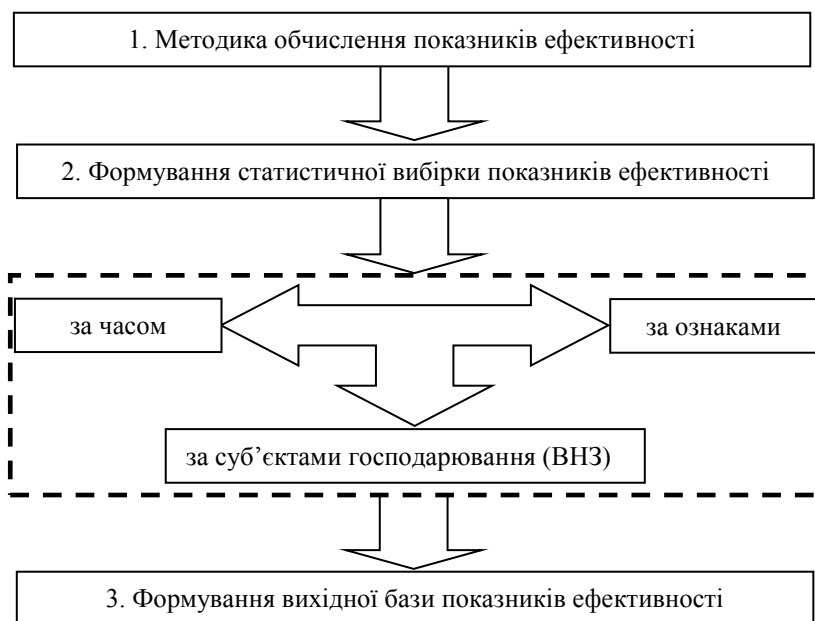 1. Методика обчислення показників ефективності
2. Формування статистичної вибірки показників ефективності
за часом
за ознаками
за суб’єктами господарювання (ВНЗ)
3. Формування вихідної бази показників ефективності